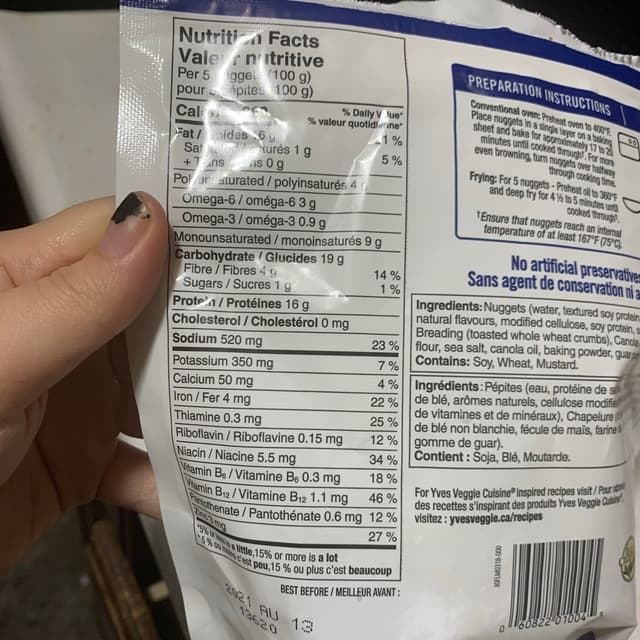 Nutrition Facts
Valeur nutritive
Per 5 (100 g)
pour 5 (100 g)
% Daily Value*
% valeur quotidienne*
Fat / 16 g
1 g
0 g 5 %
/ polyinsaturés 4 g
Omega-6 / oméga-6 3 g
Omega-3 / oméga-3 0.9 g
Monounsaturated / monoinsaturés 9 g
Carbohydrate / Glucides 19 g
Fibre / Fibres 4 g 14 %
Sugars / Sucres 1 g 1 %
Protein / Protéines 16 g
Cholesterol / Cholestérol 0 mg
Sodium 520 mg 23 %
Potassium 350 mg 7 %
Calcium 50 mg 4 %
Iron / Fer 4 mg 22 %
Thiamine 0.3 mg 25 %
Riboflavin / Riboflavine 0.15 mg 12 %
Niacin / Niacine 5.5 mg 34 %
Vitamin B6 / Vitamine B6 0.3 mg 18 %
Vitamin B12 / Vitamine B12 1.1 mg 46 %
Pantothenate / Pantothénate 0.6 mg 12 %
27 %
a little, 15% or more is a lot
c'est peu, 15 % ou plus c'est beaucoup
BEST BEFORE / MEILLEUR AVANT :
2021 AU 13
13620
PREPARATION INSTRUCTIONS
Conventional oven: Preheat oven to 400°F.
Place nuggets in a single layer on a baking
sheet and bake for approximately 17 to 20
minutes until cooked through†. For more
even browning, turn nuggets over halfway
through cooking time.
Frying: For 5 nuggets - Preheat oil to 360°F
and deep fry for 4 ½ to 5 minutes until
cooked through†.
†Ensure that nuggets reach an internal
temperature of at least 167°F (75°C).
No artificial preservatives
Sans agent de conservation ni a
Ingredients: Nuggets (water, textured soy protein
natural flavours, modified cellulose, soy protein,
Breading (toasted whole wheat crumbs), Canola
flour, sea salt, canola oil, baking powder, guar
Contains: Soy, Wheat, Mustard.
Ingrédients: Pépites (eau, protéine de s
de blé, arômes naturels, cellulose modifié
de vitamines et de minéraux), Chapelure
de blé non blanchie, fécule de maïs, farine
gomme de guar).
Contient : Soja, Blé, Moutarde.
For Yves Veggie Cuisine® inspired recipes visit / Pour
des recettes s'inspirant des produits Yves Veggie Cuisine
visitez : yvesveggie.ca/recipes
0 60822 01004